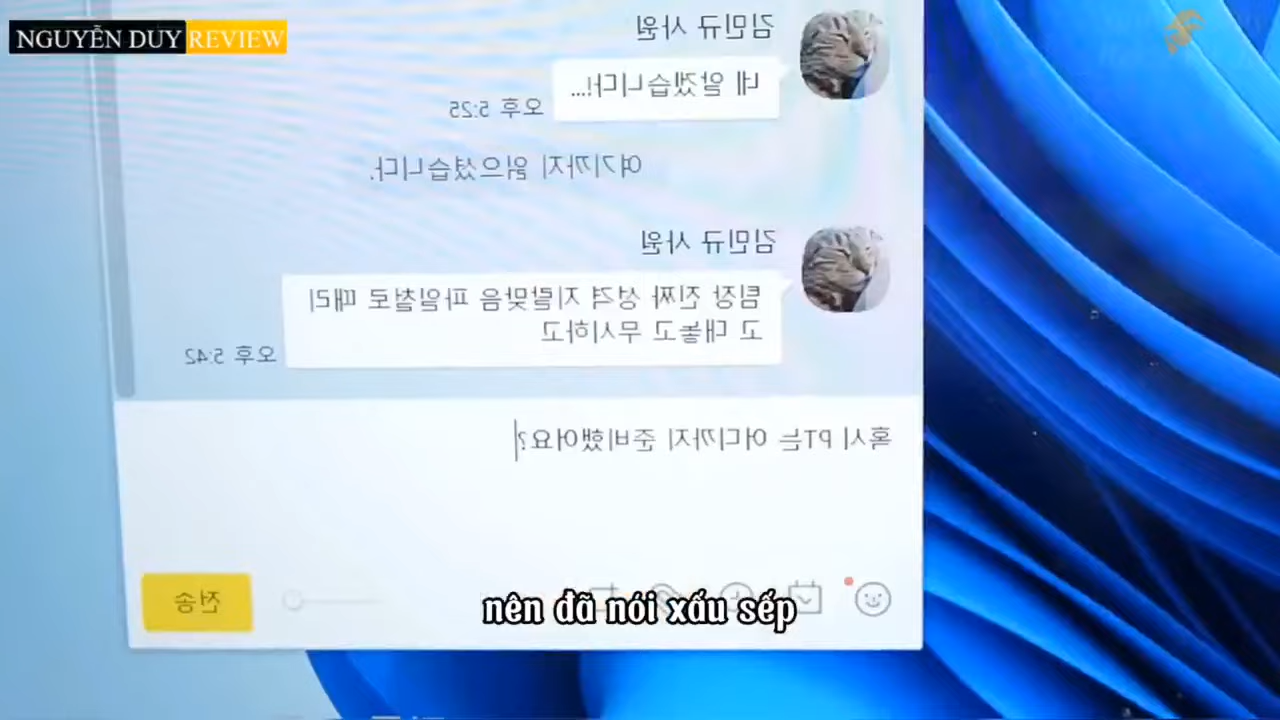 NGUYỄN DUY REVIEW
김민규 사원
네 알겠습니다!...
오후 5:25
여기까지 읽으셨습니다.
김민규 사원
팀장 진짜 성격 지랄맞음 파일철로 때리
고 대놓고 무시하고
오후 5:42
혹시 PT는 어디까지 준비했어요?
전송
nên đã nói xấu sếp